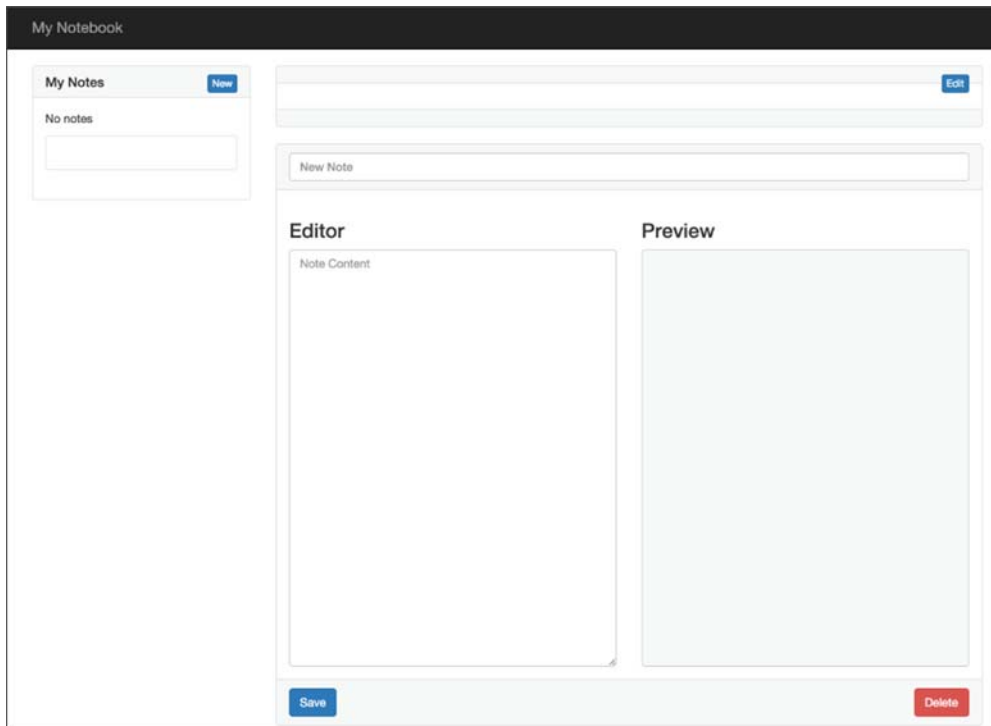 My Notebook
My Notes
New
No notes
Edit
New Note
Editor
Preview
Note Content
Save
Delete